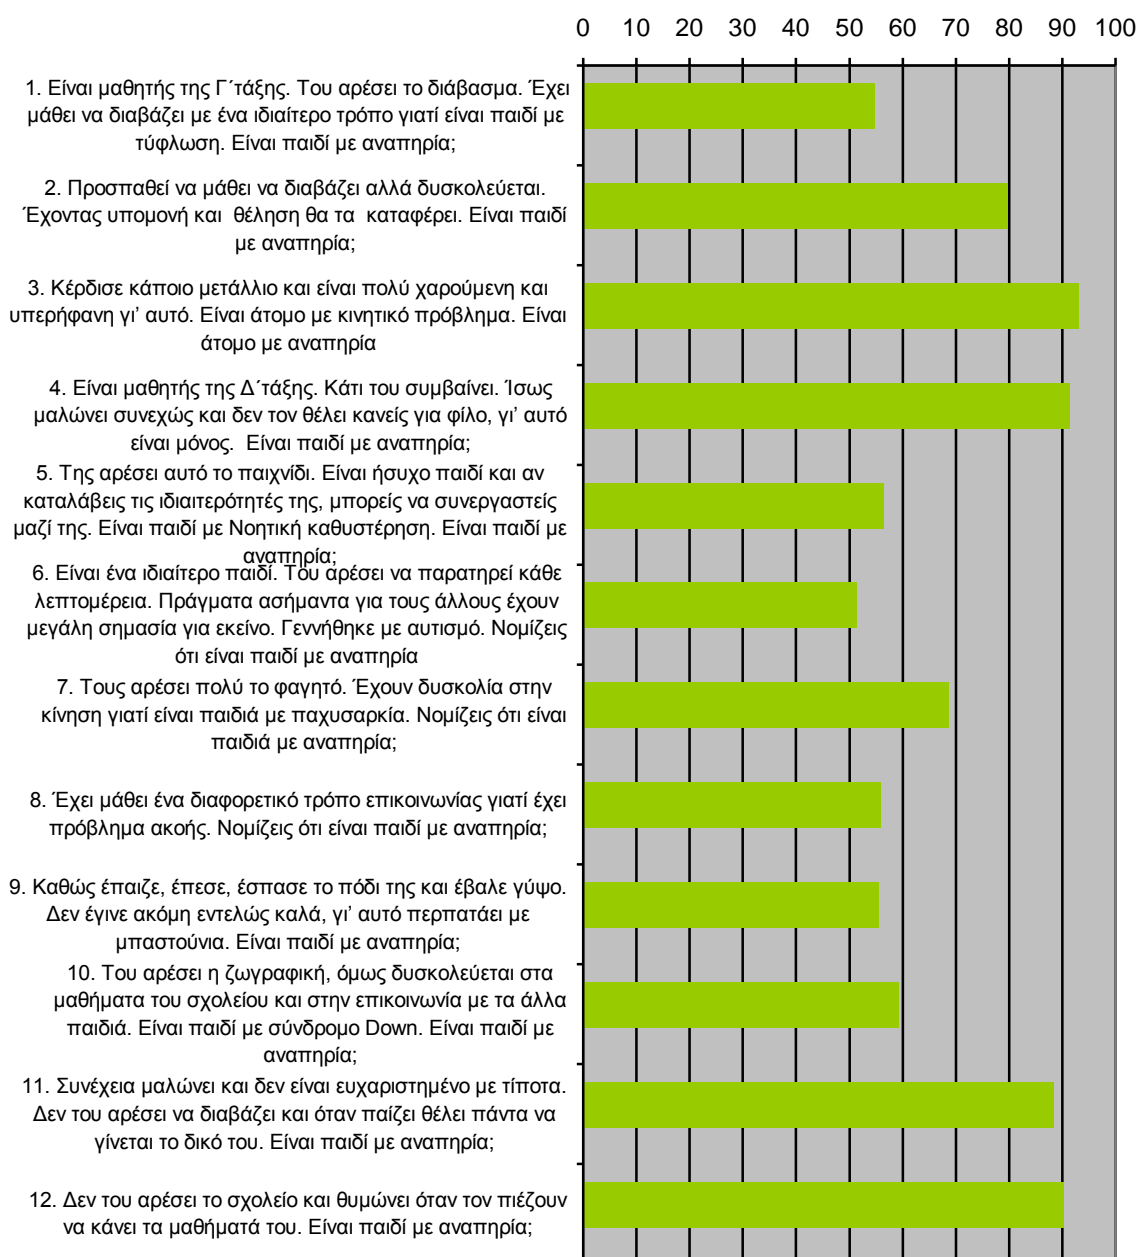 0 10 20 30 40 50 60 70 80 90 100
1. Είναι μαθητής της Γ΄τάξης. Του αρέσει το διάβασμα. Έχει
μάθει να διαβάζει με ένα ιδιαίτερο τρόπο γιατί είναι παιδί με
τύφλωση. Είναι παιδί με αναπηρία;
2. Προσπαθεί να μάθει να διαβάζει αλλά δυσκολεύεται.
Έχοντας υπομονή και θέληση θα τα καταφέρει. Είναι παιδί
με αναπηρία;
3. Κέρδισε κάποιο μετάλλιο και είναι πολύ χαρούμενη και
υπερήφανη γι’ αυτό. Είναι άτομο με κινητικό πρόβλημα. Είναι
άτομο με αναπηρία
4. Είναι μαθητής της Δ΄τάξης. Κάτι του συμβαίνει. Ίσως
μαλώνει συνεχώς και δεν τον θέλει κανείς για φίλο, γι’ αυτό
είναι μόνος. Είναι παιδί με αναπηρία;
5. Της αρέσει αυτό το παιχνίδι. Είναι ήσυχο παιδί και αν
καταλάβεις τις ιδιαιτερότητές της, μπορείς να συνεργαστείς
μαζί της. Είναι παιδί με Νοητική καθυστέρηση. Είναι παιδί με
αναπηρία;
6. Είναι ένα ιδιαίτερο παιδί. Του αρέσει να παρατηρεί κάθε
λεπτομέρεια. Πράγματα ασήμαντα για τους άλλους έχουν
μεγάλη σημασία για εκείνο. Γεννήθηκε με αυτισμό. Νομίζεις
ότι είναι παιδί με αναπηρία
7. Τους αρέσει πολύ το φαγητό. Έχουν δυσκολία στην
κίνηση γιατί είναι παιδιά με παχυσαρκία. Νομίζεις ότι είναι
παιδιά με αναπηρία;
8. Έχει μάθει ένα διαφορετικό τρόπο επικοινωνίας γιατί έχει
πρόβλημα ακοής. Νομίζεις ότι είναι παιδί με αναπηρία;
9. Καθώς έπαιζε, έπεσε, έσπασε το πόδι της και έβαλε γύψο.
Δεν έγινε ακόμη εντελώς καλά, γι’ αυτό περπατάει με
μπαστούνια. Είναι παιδί με αναπηρία;
10. Του αρέσει η ζωγραφική, όμως δυσκολεύεται στα
μαθήματα του σχολείου και στην επικοινωνία με τα άλλα
παιδιά. Είναι παιδί με σύνδρομο Down. Είναι παιδί με
αναπηρία;
11. Συνέχεια μαλώνει και δεν είναι ευχαριστημένο με τίποτα.
Δεν του αρέσει να διαβάζει και όταν παίζει θέλει πάντα να
γίνεται το δικό του. Είναι παιδί με αναπηρία;
12. Δεν του αρέσει το σχολείο και θυμώνει όταν τον πιέζουν
να κάνει τα μαθήματά του. Είναι παιδί με αναπηρία;